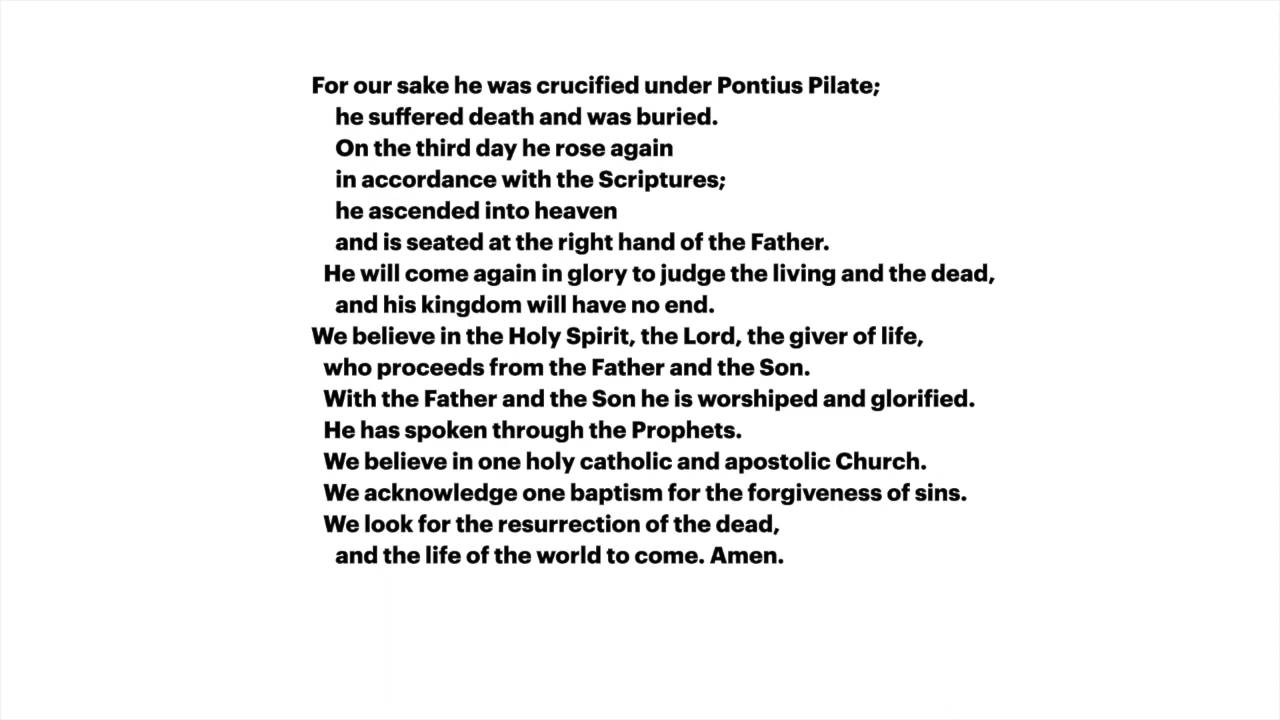 For our sake he was crucified under Pontius Pilate;
he suffered death and was buried.
On the third day he rose again
in accordance with the Scriptures;
he ascended into heaven
and is seated at the right hand of the Father.
He will come again in glory to judge the living and the dead,
and his kingdom will have no end.
We believe in the Holy Spirit, the Lord, the giver of life,
who proceeds from the Father and the Son.
With the Father and the Son he is worshiped and glorified.
He has spoken through the Prophets.
We believe in one holy catholic and apostolic Church.
We acknowledge one baptism for the forgiveness of sins.
We look for the resurrection of the dead,
and the life of the world to come. Amen.